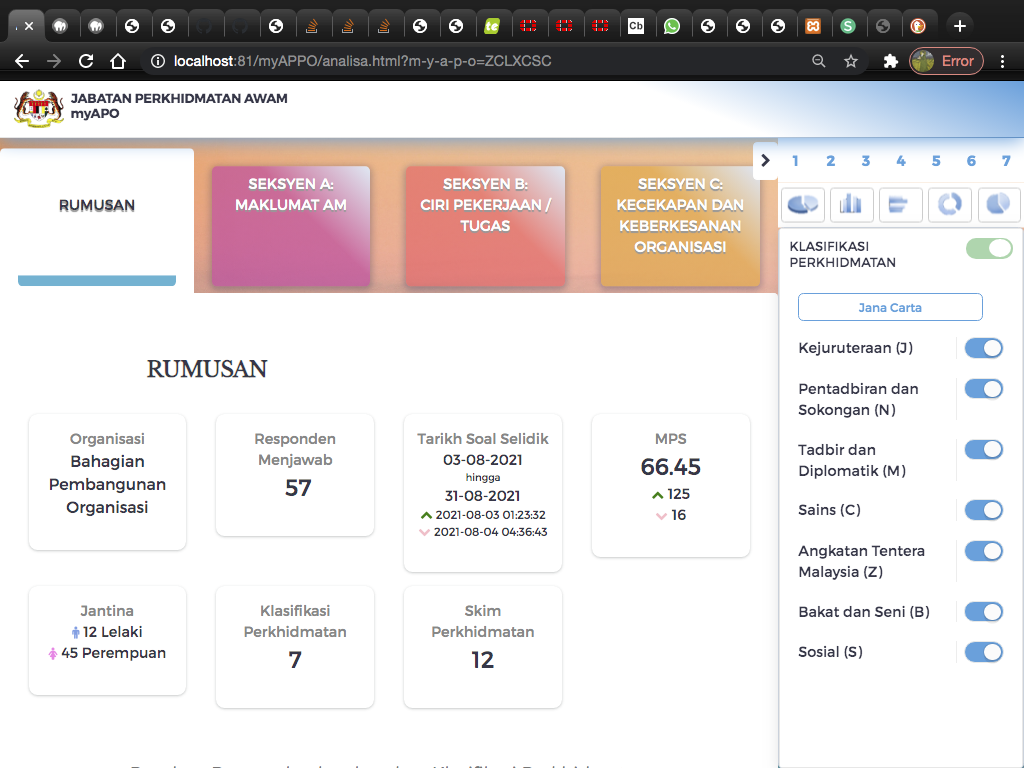 te
Cb
S
localhost:81/myAPPO/analisa.html?m-y-a-p-o=ZCLXCSC
Error
JABATAN PERKHIDMATAN AWAM
myAPO
RUMUSAN
SEKSYEN A:
MAKLUMAT AM
SEKSYEN B:
CIRI PEKERJAAN /
TUGAS
SEKSYEN C:
KECEKAPAN DAN
KEBERKESANAN
ORGANISASI
1 2 3 4 5 6 7
KLASIFIKASI
PERKHIDMATAN
Jana Carta
Kejuruteraan (J)
Pentadbiran dan
Sokongan (N)
Tadbir dan
Diplomatik (M)
Sains (C)
Angkatan Tentera
Malaysia (Z)
Bakat dan Seni (B)
Sosial (S)
RUMUSAN
Organisasi
Bahagian
Pembangunan
Organisasi
Responden
Menjawab
57
Tarikh Soal Selidik
03-08-2021
hingga
31-08-2021
2021-08-03 01:23:32
2021-08-04 04:36:43
MPS
66.45
125
16
Jantina
12 Lelaki
45 Perempuan
Klasifikasi
Perkhidmatan
7
Skim
Perkhidmatan
12